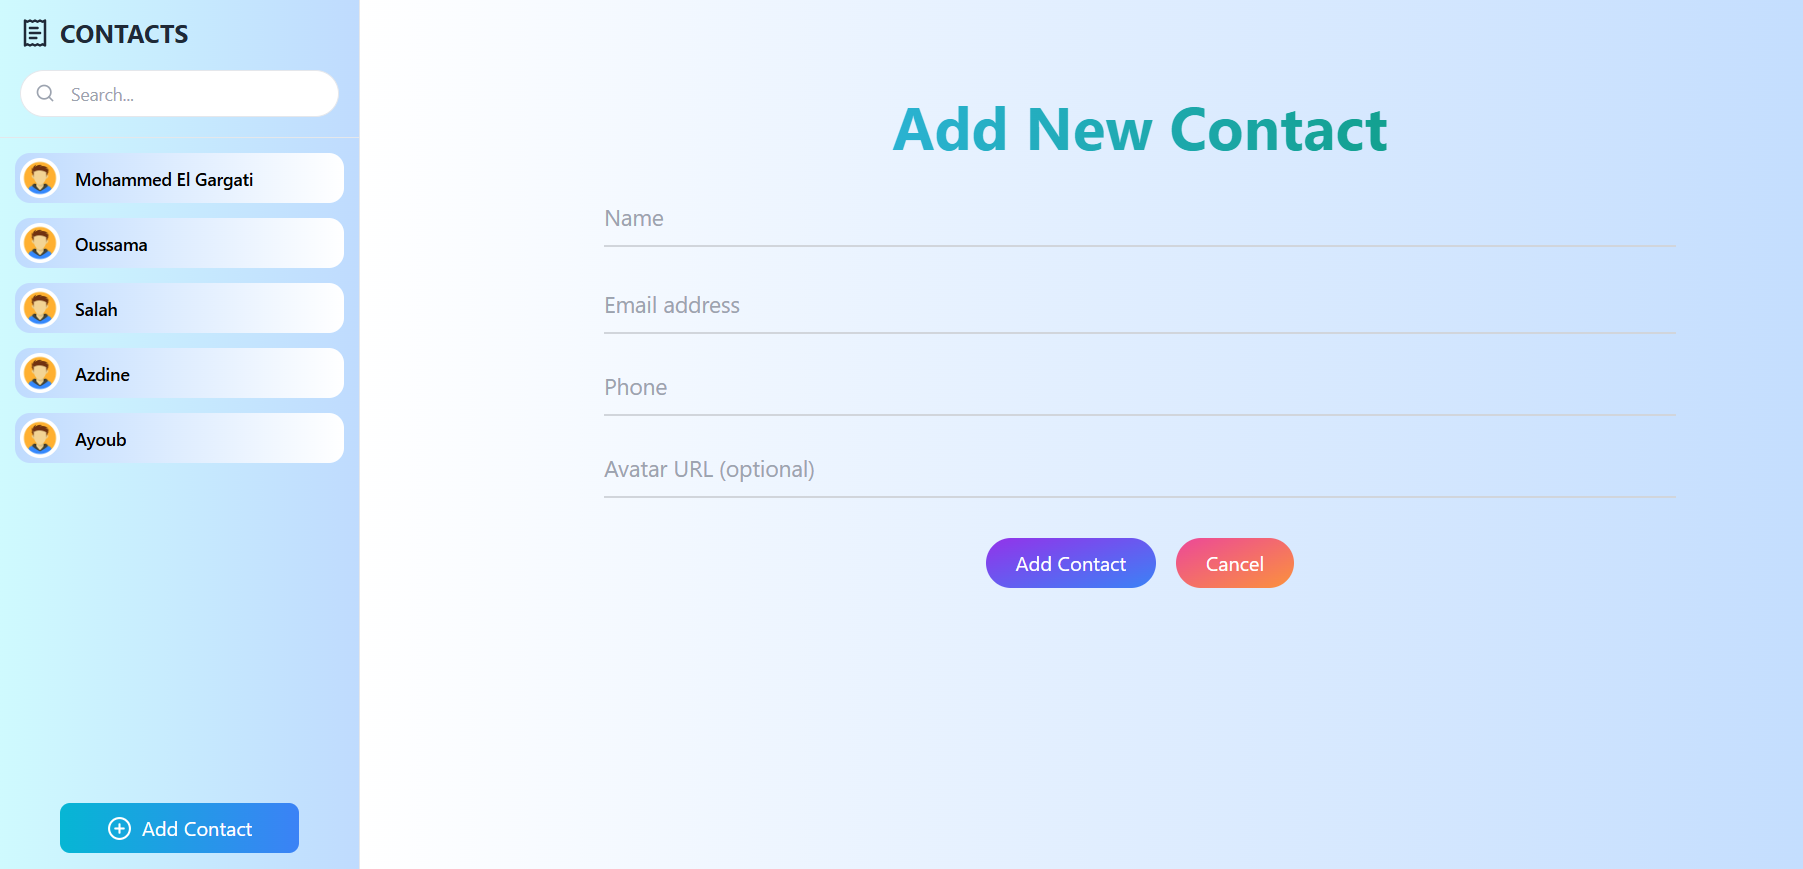 CONTACTS
Search...
Mohammed El Gargati
Oussama
Salah
Azdine
Ayoub
Add Contact
Add New Contact
Name
Email address
Phone
Avatar URL (optional)
Add Contact
Cancel